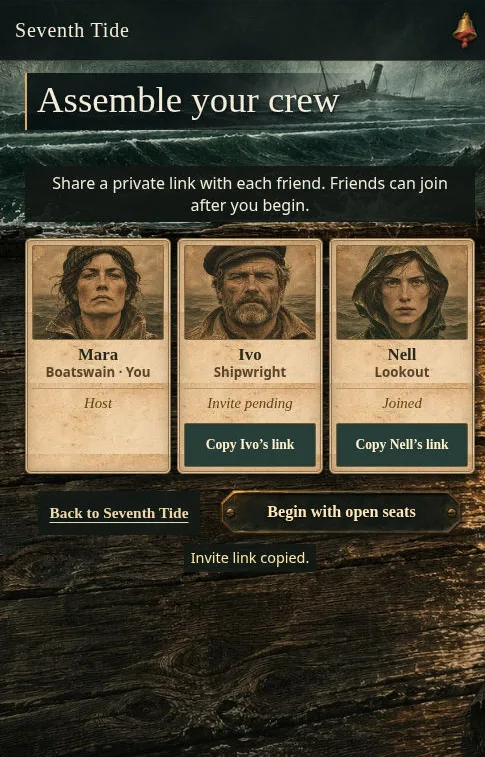 Seventh Tide
Assemble your crew
Share a private link with each friend. Friends can join
after you begin.
Mara
Boatswain · You
Host
Ivo
Shipwright
Invite pending
Copy Ivo’s link
Nell
Lookout
Joined
Copy Nell’s link
Back to Seventh Tide
Begin with open seats
Invite link copied.